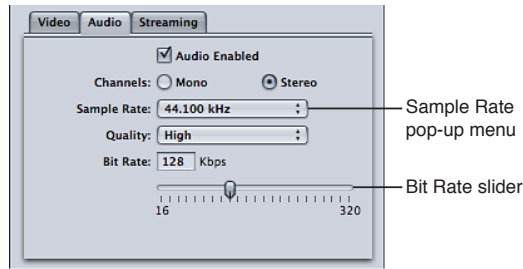 Video Audio Streaming
Audio Enabled
Channels: Mono Stereo
Sample Rate: 44.100 kHz
Sample Rate
pop-up menu
Quality: High
Bit Rate: 128 Kbps
Bit Rate slider
16 320